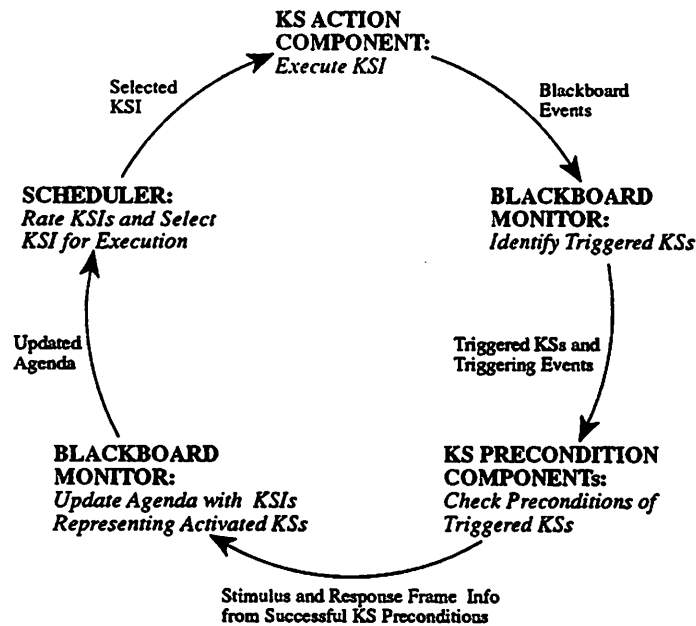 KS ACTION
COMPONENT:
Execute KSI
Selected
KSI
Blackboard
Events
SCHEDULER:
Rate KSIs and Select
KSI for Execution
BLACKBOARD
MONITOR:
Identify Triggered KSs
Updated
Agenda
Triggered KSs and
Triggering Events
BLACKBOARD
MONITOR:
Update Agenda with KSIs
Representing Activated KSs
KS PRECONDITION
COMPONENTs:
Check Preconditions of
Triggered KSs
Stimulus and Response Frame Info
from Successful KS Preconditions